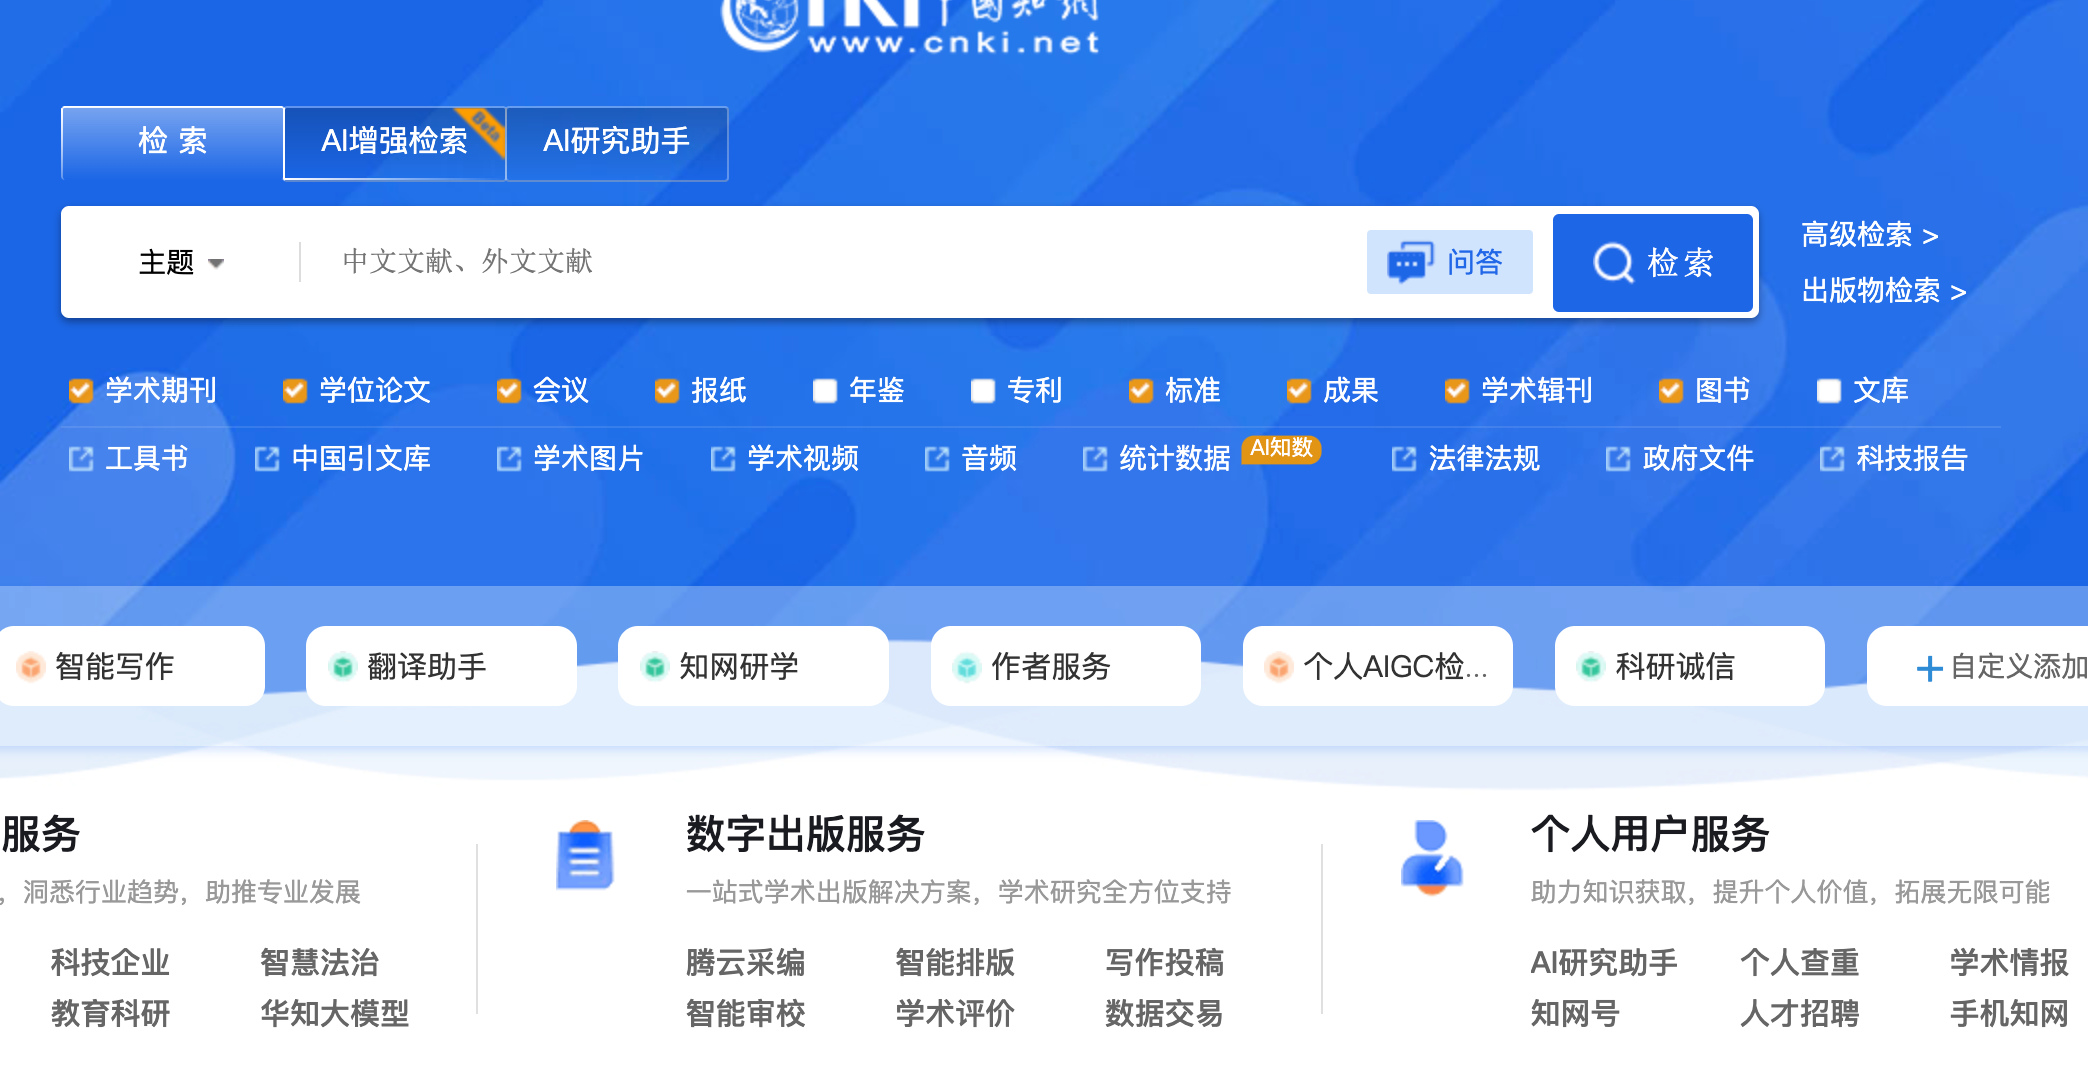 中国知网
www.cnki.net
检 索
AI增强检索
Beta
AI研究助手
主题
中文文献、外文文献
问答
检索
高级检索 >
出版物检索 >
学术期刊 学位论文 会议 报纸 年鉴 专利 标准 成果 学术辑刊 图书 文库
工具书 中国引文库 学术图片 学术视频 音频 统计数据 AI知数 法律法规 政府文件 科技报告
智能写作 翻译助手 知网研学 作者服务 个人AIGC检... 科研诚信 +自定义添加
服务
，洞悉行业趋势，助推专业发展
科技企业 智慧法治
教育科研 华知大模型
数字出版服务
一站式学术出版解决方案，学术研究全方位支持
腾云采编 智能排版 写作投稿
智能审校 学术评价 数据交易
个人用户服务
助力知识获取，提升个人价值，拓展无限可能
AI研究助手 个人查重 学术情报
知网号 人才招聘 手机知网